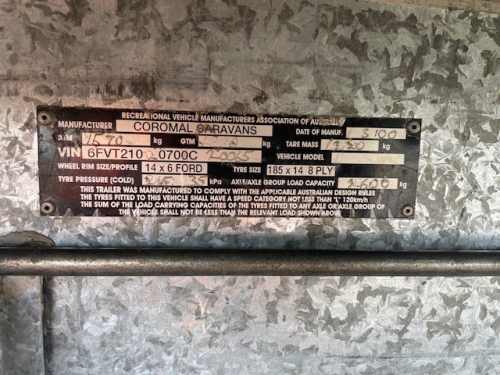 RECREATIONAL VEHICLE MANUFACTURERS ASSOCIATION OF
MANUFACTURER COROMAL CARAVANS DATE OF MANUF.
kg GTM kg TARE MASS kg
VIN 6FVT210 0700C VEHICLE MODEL
WHEEL RIM SIZE/PROFILE 14 x 6 FORD TYRE SIZE 185 x 14 8 PLY
TYRE PRESSURE (COLD) kPa AXLE/AXLE GROUP LOAD CAPACITY kg
THIS TRAILER WAS MANUFACTURED TO COMPLY WITH THE APPLICABLE AUSTRALIAN DESIGN RULES
THE TYRES FITTED TO THIS VEHICLE SHALL HAVE A SPEED CATEGORY NOT LESS THAN "L" 120km/h
THE SUM OF THE LOAD CARRYING CAPACITIES OF THE TYRES FITTED TO ANY AXLE OR AXLE GROUP OF
THE VEHICLE SHALL NOT BE LESS THAN THE RELEVANT LOAD SHOWN ABOVE